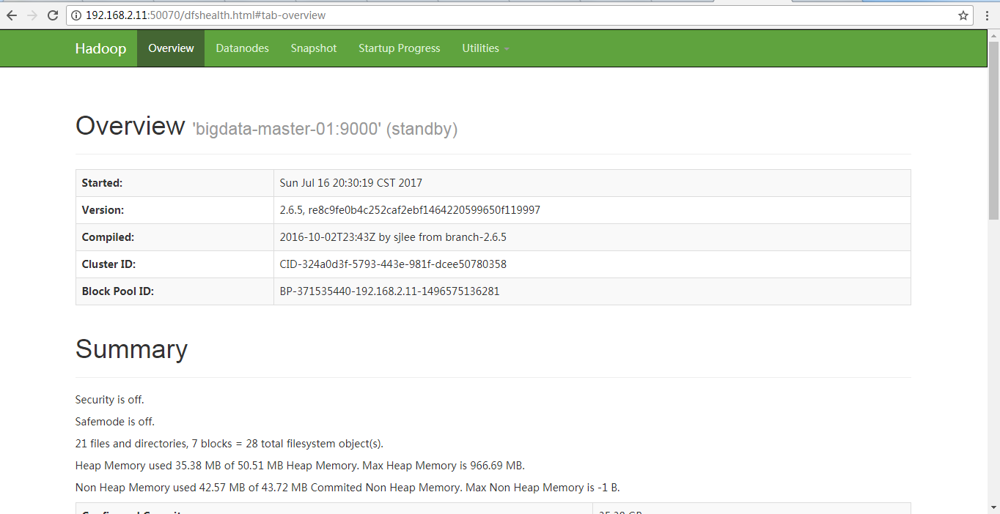 192.168.2.11:50070/dfshealth.html#tab-overview
Hadoop Overview Datanodes Snapshot Startup Progress Utilities
Overview 'bigdata-master-01:9000' (standby)
Started: Sun Jul 16 20:30:19 CST 2017
Version: 2.6.5, re8c9fe0b4c252caf2ebf1464220599650f119997
Compiled: 2016-10-02T23:43Z by sjlee from branch-2.6.5
Cluster ID: CID-324a0d3f-5793-443e-981f-dcee50780358
Block Pool ID: BP-371535440-192.168.2.11-1496575136281
Summary
Security is off.
Safemode is off.
21 files and directories, 7 blocks = 28 total filesystem object(s).
Heap Memory used 35.38 MB of 50.51 MB Heap Memory. Max Heap Memory is 966.69 MB.
Non Heap Memory used 42.57 MB of 43.72 MB Commited Non Heap Memory. Max Non Heap Memory is -1 B.